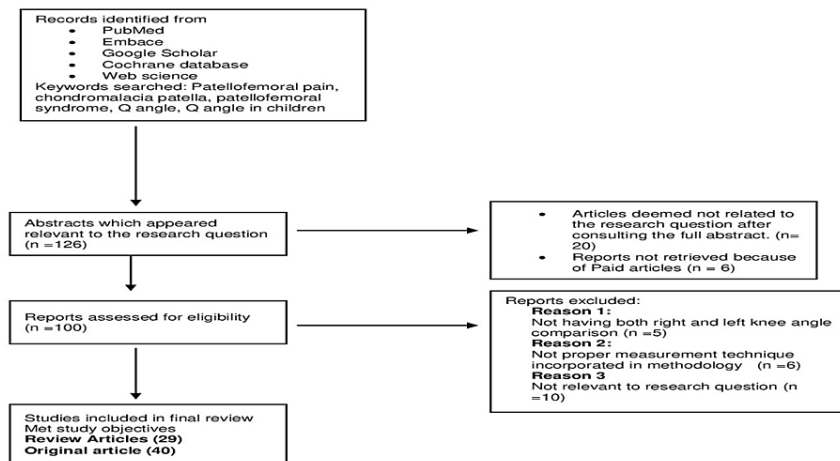 Records identified from
• PubMed
• Embace
• Google Scholar
• Cochrane database
• Web science
Keywords searched: Patellofemoral pain,
chondromalacia patella, patellofemoral
syndrome, Q angle, Q angle in children
Abstracts which appeared
relevant to the research question
(n =126)
• Articles deemed not related to
the research question after
consulting the full abstract. (n=
20)
• Reports not retrieved because
of Paid articles (n = 6)
Reports assessed for eligibility
(n =100)
Reports excluded:
Reason 1:
Not having both right and left knee angle
comparison (n =5)
Reason 2:
Not proper measurement technique
incorporated in methodology (n =6)
Reason 3
Not relevant to research question (n
=10)
Studies included in final review
Met study objectives
Review Articles (29)
Original article (40)